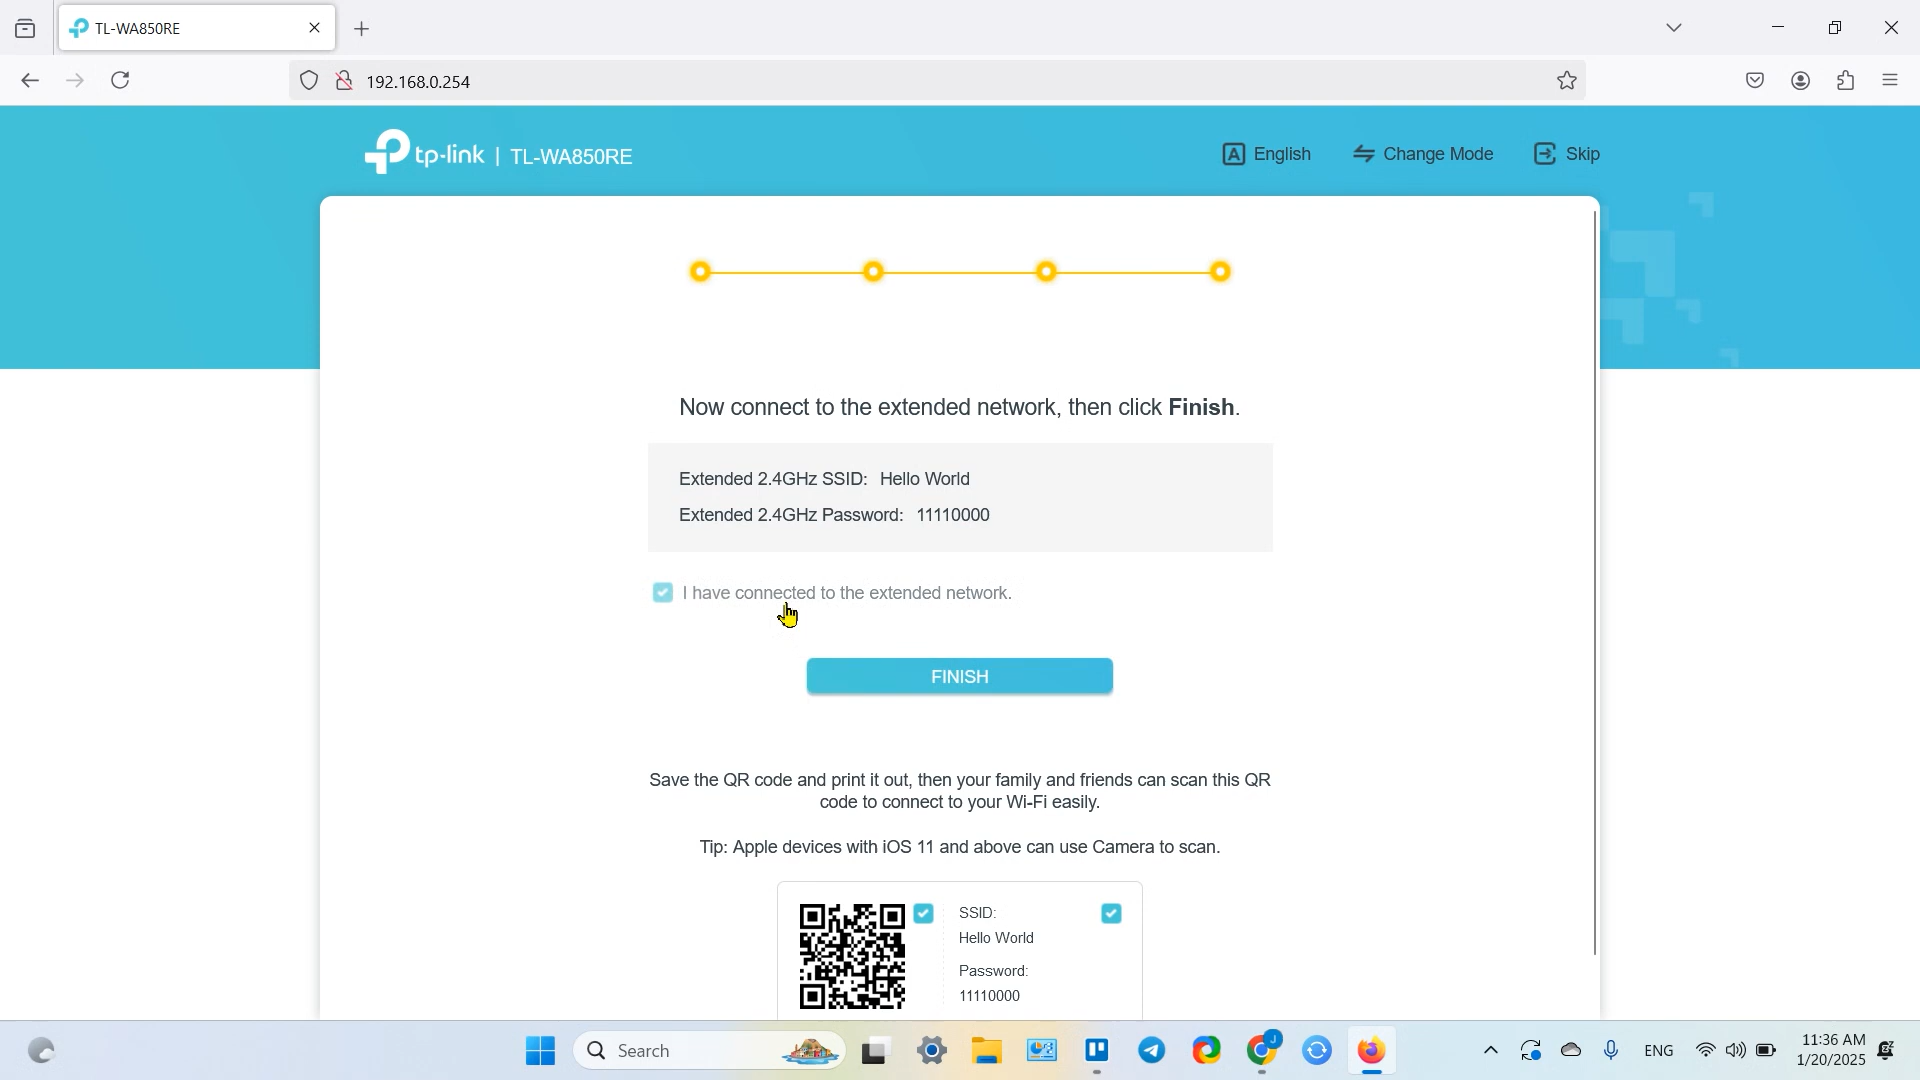 TL-WA850RE
192.168.0.254
tp-link | TL-WA850RE
English
Change Mode
Skip
Now connect to the extended network, then click Finish.
Extended 2.4GHz SSID: Hello World
Extended 2.4GHz Password: 11110000
I have connected to the extended network.
FINISH
Save the QR code and print it out, then your family and friends can scan this QR
code to connect to your Wi-Fi easily.
Tip: Apple devices with iOS 11 and above can use Camera to scan.
SSID:
Hello World
Password:
11110000
Search
J
ENG
11:36 AM
1/20/2025